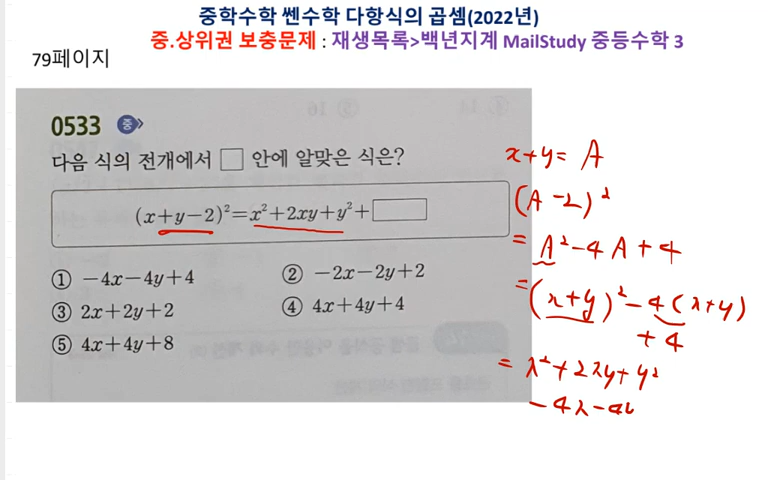 중학수학 쎈수학 다항식의 곱셈(2022년)
중.상위권 보충문제 : 재생목록>백년지계 MailStudy 중등수학 3
79페이지
0533 중
다음 식의 전개에서 □ 안에 알맞은 식은?
(x+y-2)²=x²+2xy+y²+□
① -4x-4y+4
② -2x-2y+2
③ 2x+2y+2
④ 4x+4y+4
⑤ 4x+4y+8
x+y= A
(A-2)²
= A²-4A+4
=(x+y)²-4(x+y)
+4
= x²+2xy+y²
-4x-4y